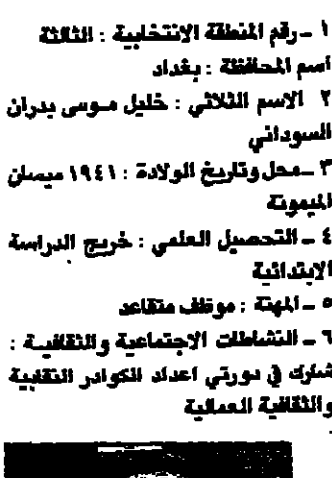 ١ - رقم المنطقة الانتخابية : الثالثة
اسم المحافظة : بغداد
٢ الاسم الثلاثي : خليل موسى بدران
السوداني
٣ - محل وتاريخ الولادة : ١٩٤١ ميسان
الميمونة
٤ - التحصيل العلمي : خريج الدراسة
الابتدائية
٥ - المهنة : موظف متقاعد
٦ - النشاطات الاجتماعية والثقافية :
شارك في دورتي اعداد الكوادر النقابية
والثقافية العمالية